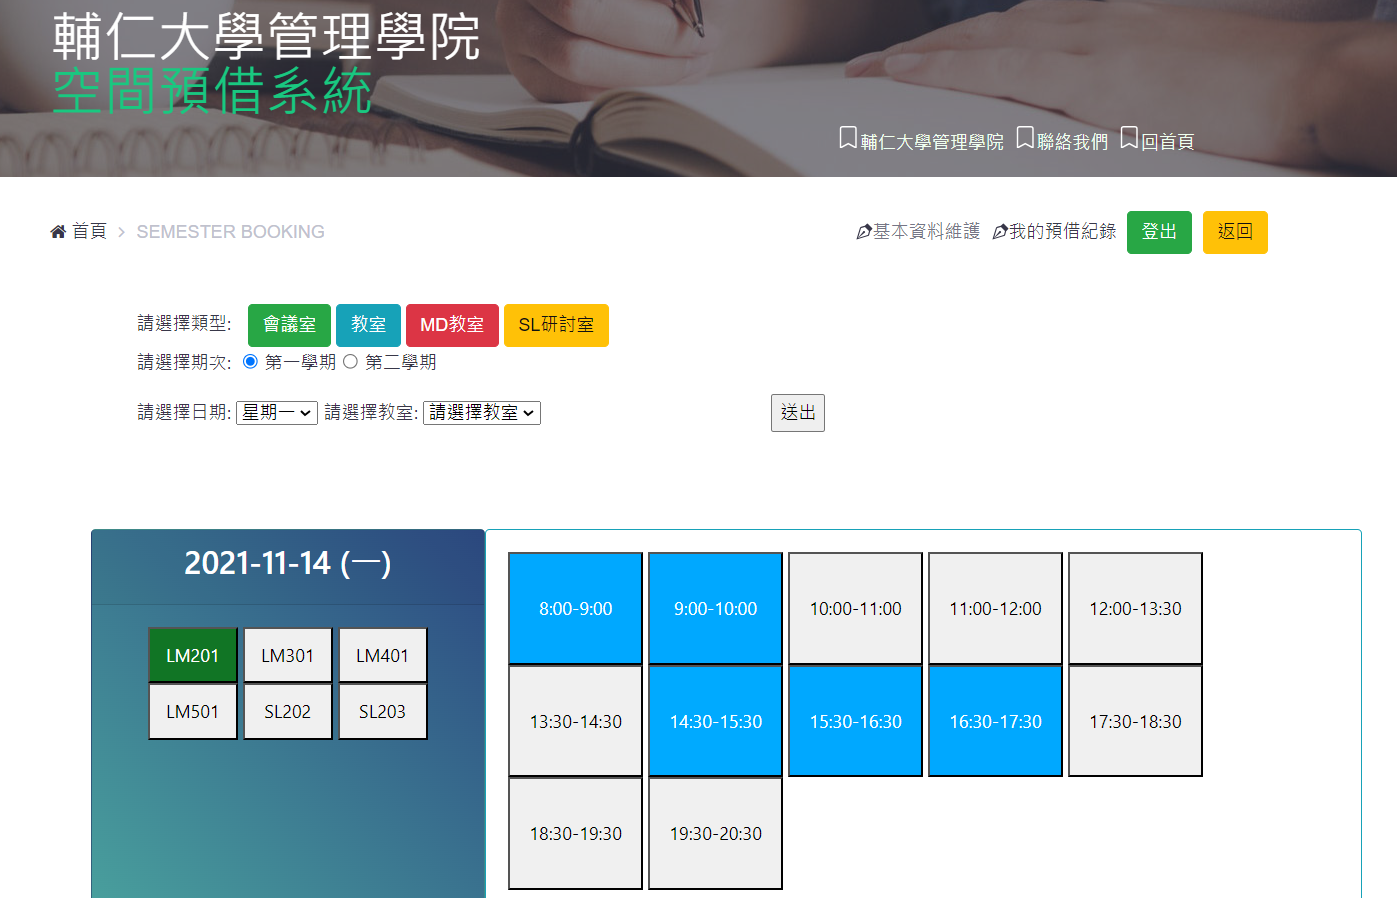 輔仁大學管理學院
空間預借系統
輔仁大學管理學院 聯絡我們 回首頁
首頁 > SEMESTER BOOKING 基本資料維護 我的預借紀錄 登出 返回
請選擇類型: 會議室 教室 MD教室 SL研討室
請選擇期次: 第一學期 第二學期
請選擇日期: 星期一 請選擇教室: 請選擇教室 送出
2021-11-14 (一)
LM201 LM301 LM401
LM501 SL202 SL203
8:00-9:00 9:00-10:00 10:00-11:00 11:00-12:00 12:00-13:30
13:30-14:30 14:30-15:30 15:30-16:30 16:30-17:30 17:30-18:30
18:30-19:30 19:30-20:30